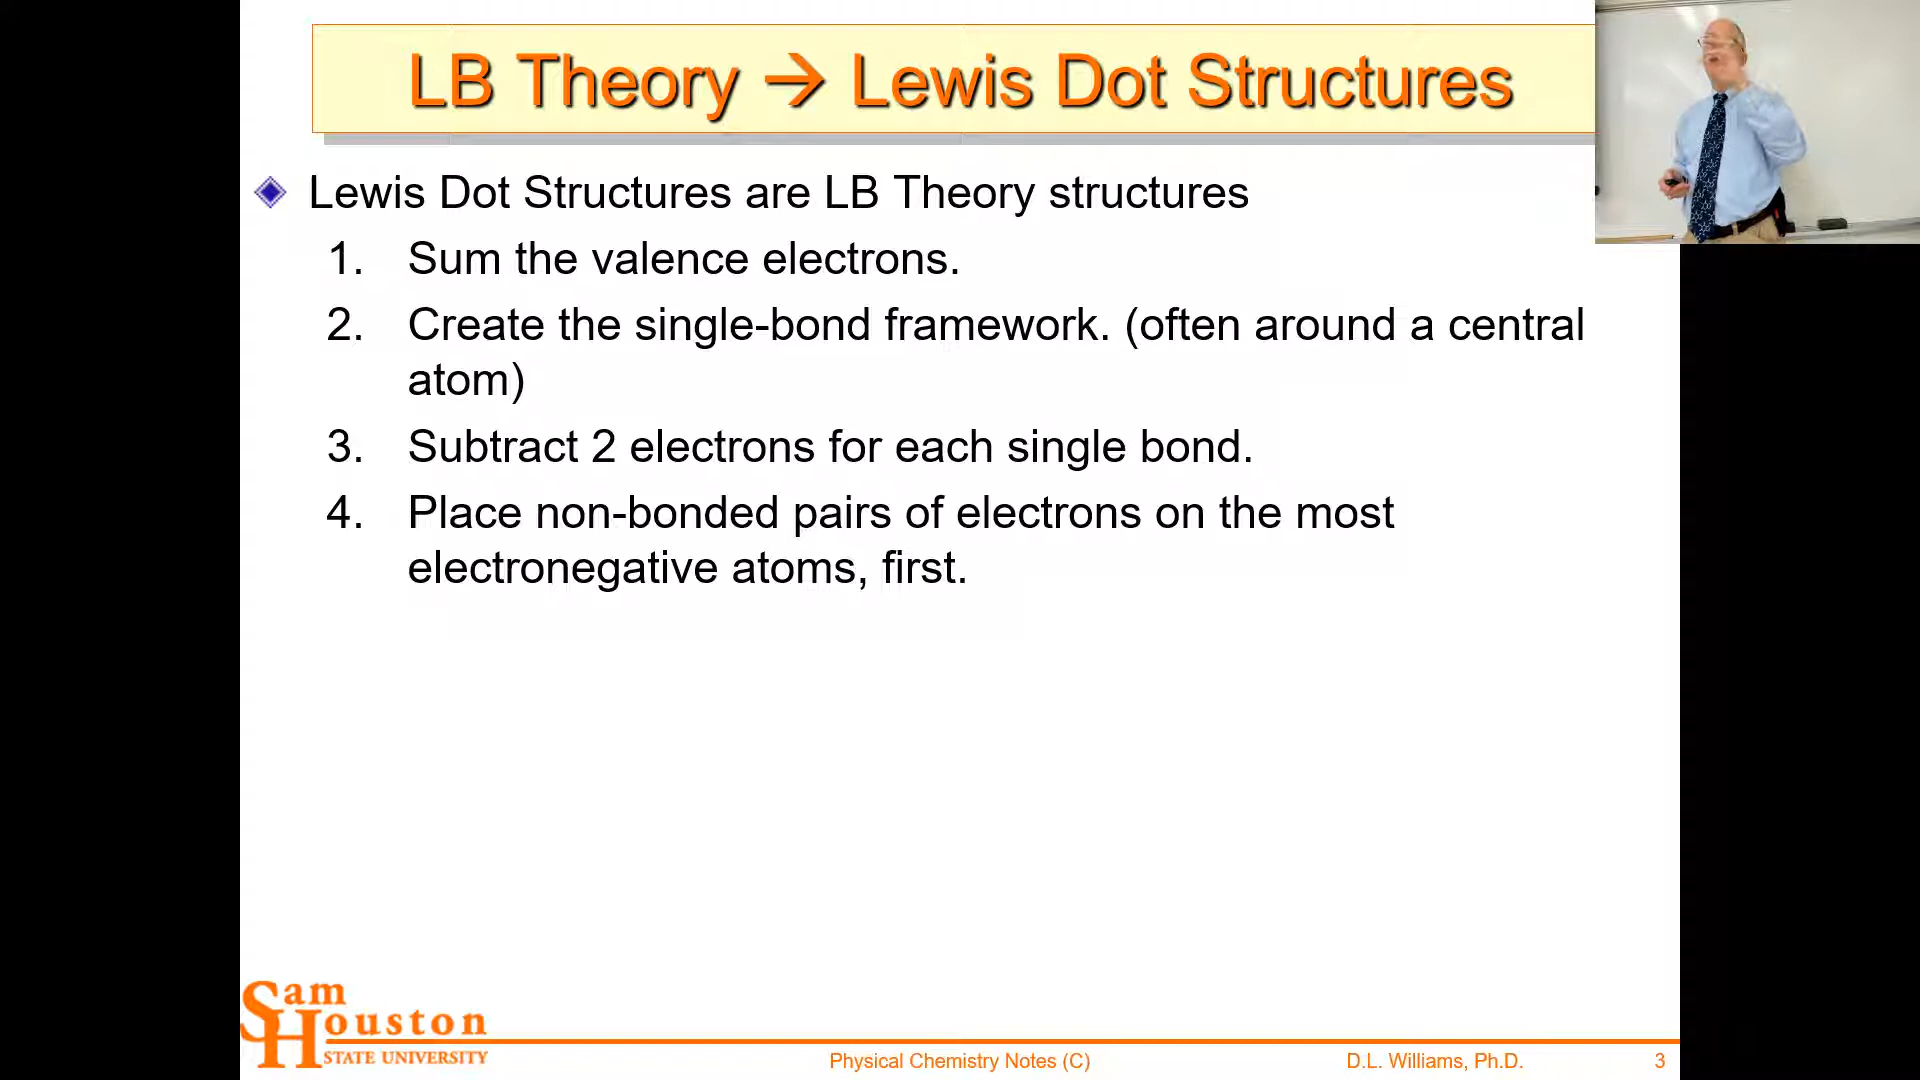 LB Theory → Lewis Dot Structures
Lewis Dot Structures are LB Theory structures
1. Sum the valence electrons.
2. Create the single-bond framework. (often around a central
atom)
3. Subtract 2 electrons for each single bond.
4. Place non-bonded pairs of electrons on the most
electronegative atoms, first.
Sam
Houston
STATE UNIVERSITY
Physical Chemistry Notes (C)
D.L. Williams, Ph.D.
3